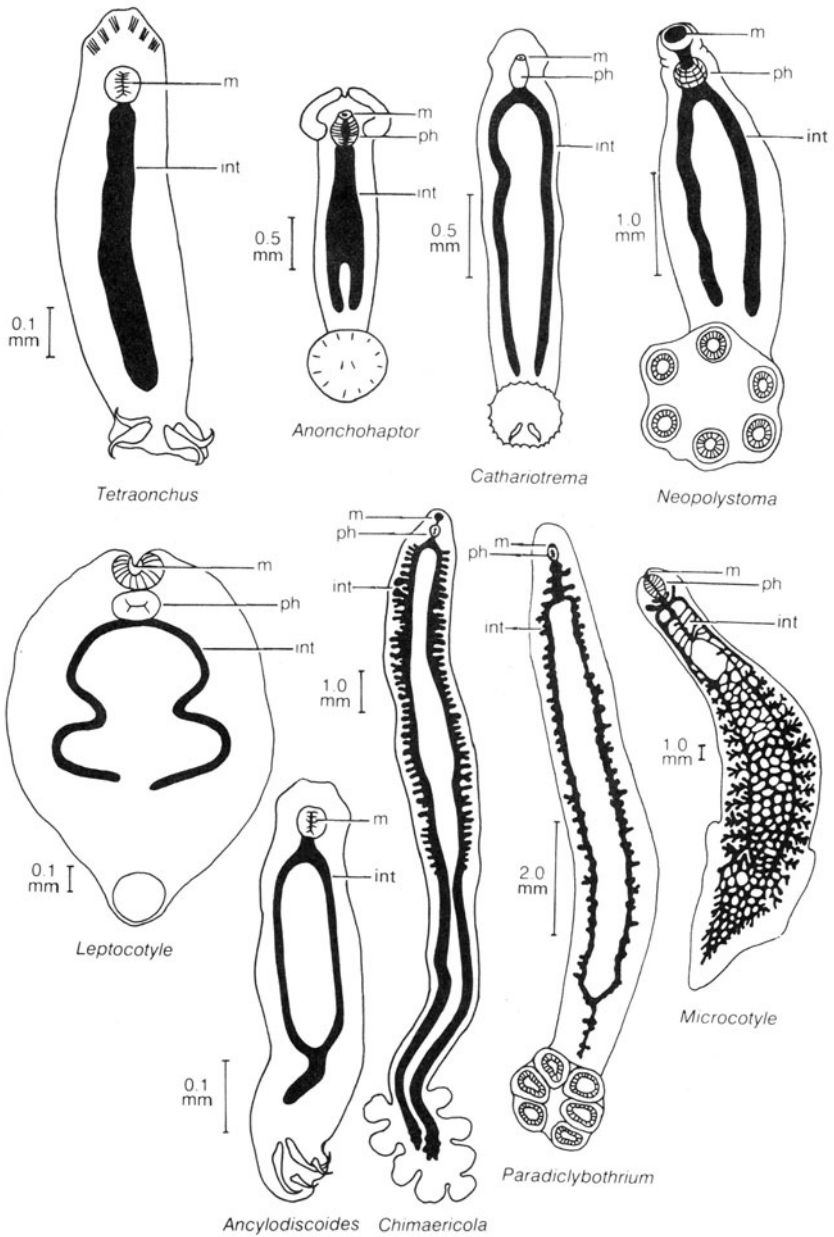 m
int
0.1
mm
Tetraonchus
m
ph
int
0.5
mm
Anonchohaptor
m
ph
int
0.5
mm
Cathariotrema
m
ph
int
1.0
mm
Neopolystoma
m
ph
int
0.1
mm
Leptocotyle
m
int
0.1
mm
Ancylodiscoides
m
ph
int
1.0
mm
Chimaericola
m
ph
int
2.0
mm
Paradiclybothrium
m
ph
int
1.0
mm
Microcotyle